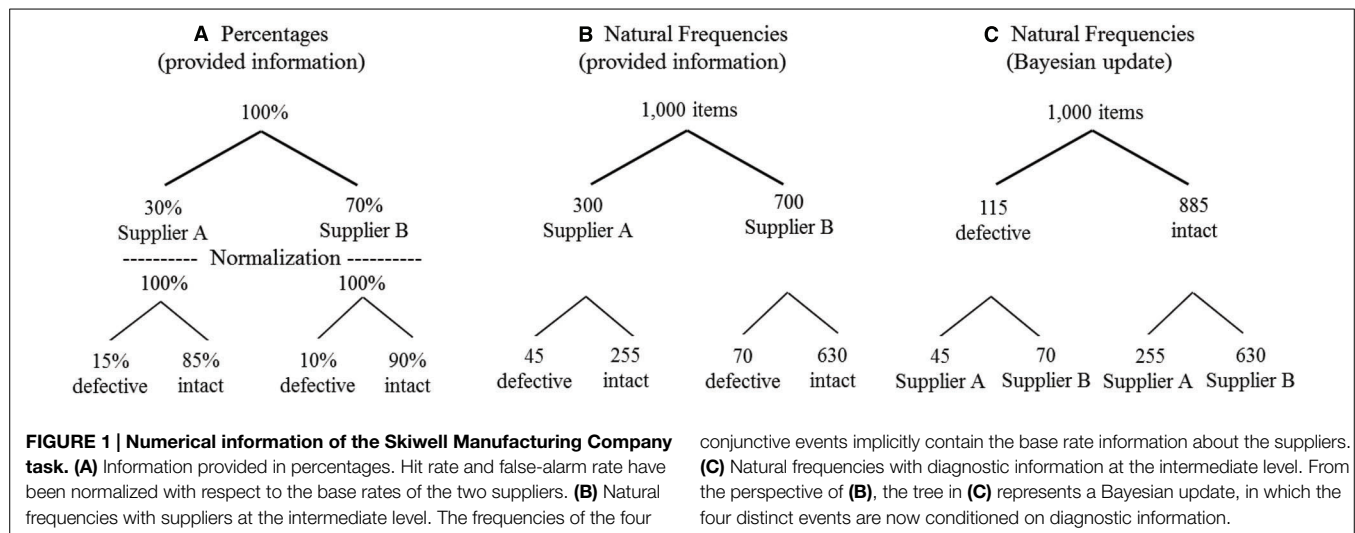 A Percentages
(provided information)
100%
30%
Supplier A
70%
Supplier B
---------- Normalization ----------
100%
100%
15%
defective
85%
intact
10%
defective
90%
intact
B Natural Frequencies
(provided information)
1,000 items
300
Supplier A
700
Supplier B
45
defective
255
intact
70
defective
630
intact
C Natural Frequencies
(Bayesian update)
1,000 items
115
defective
885
intact
45
Supplier A
70
Supplier B
255
Supplier A
630
Supplier B
FIGURE 1 | Numerical information of the Skiwell Manufacturing Company
task. (A) Information provided in percentages. Hit rate and false-alarm rate have
been normalized with respect to the base rates of the two suppliers. (B) Natural
frequencies with suppliers at the intermediate level. The frequencies of the four
conjunctive events implicitly contain the base rate information about the suppliers.
(C) Natural frequencies with diagnostic information at the intermediate level. From
the perspective of (B), the tree in (C) represents a Bayesian update, in which the
four distinct events are now conditioned on diagnostic information.